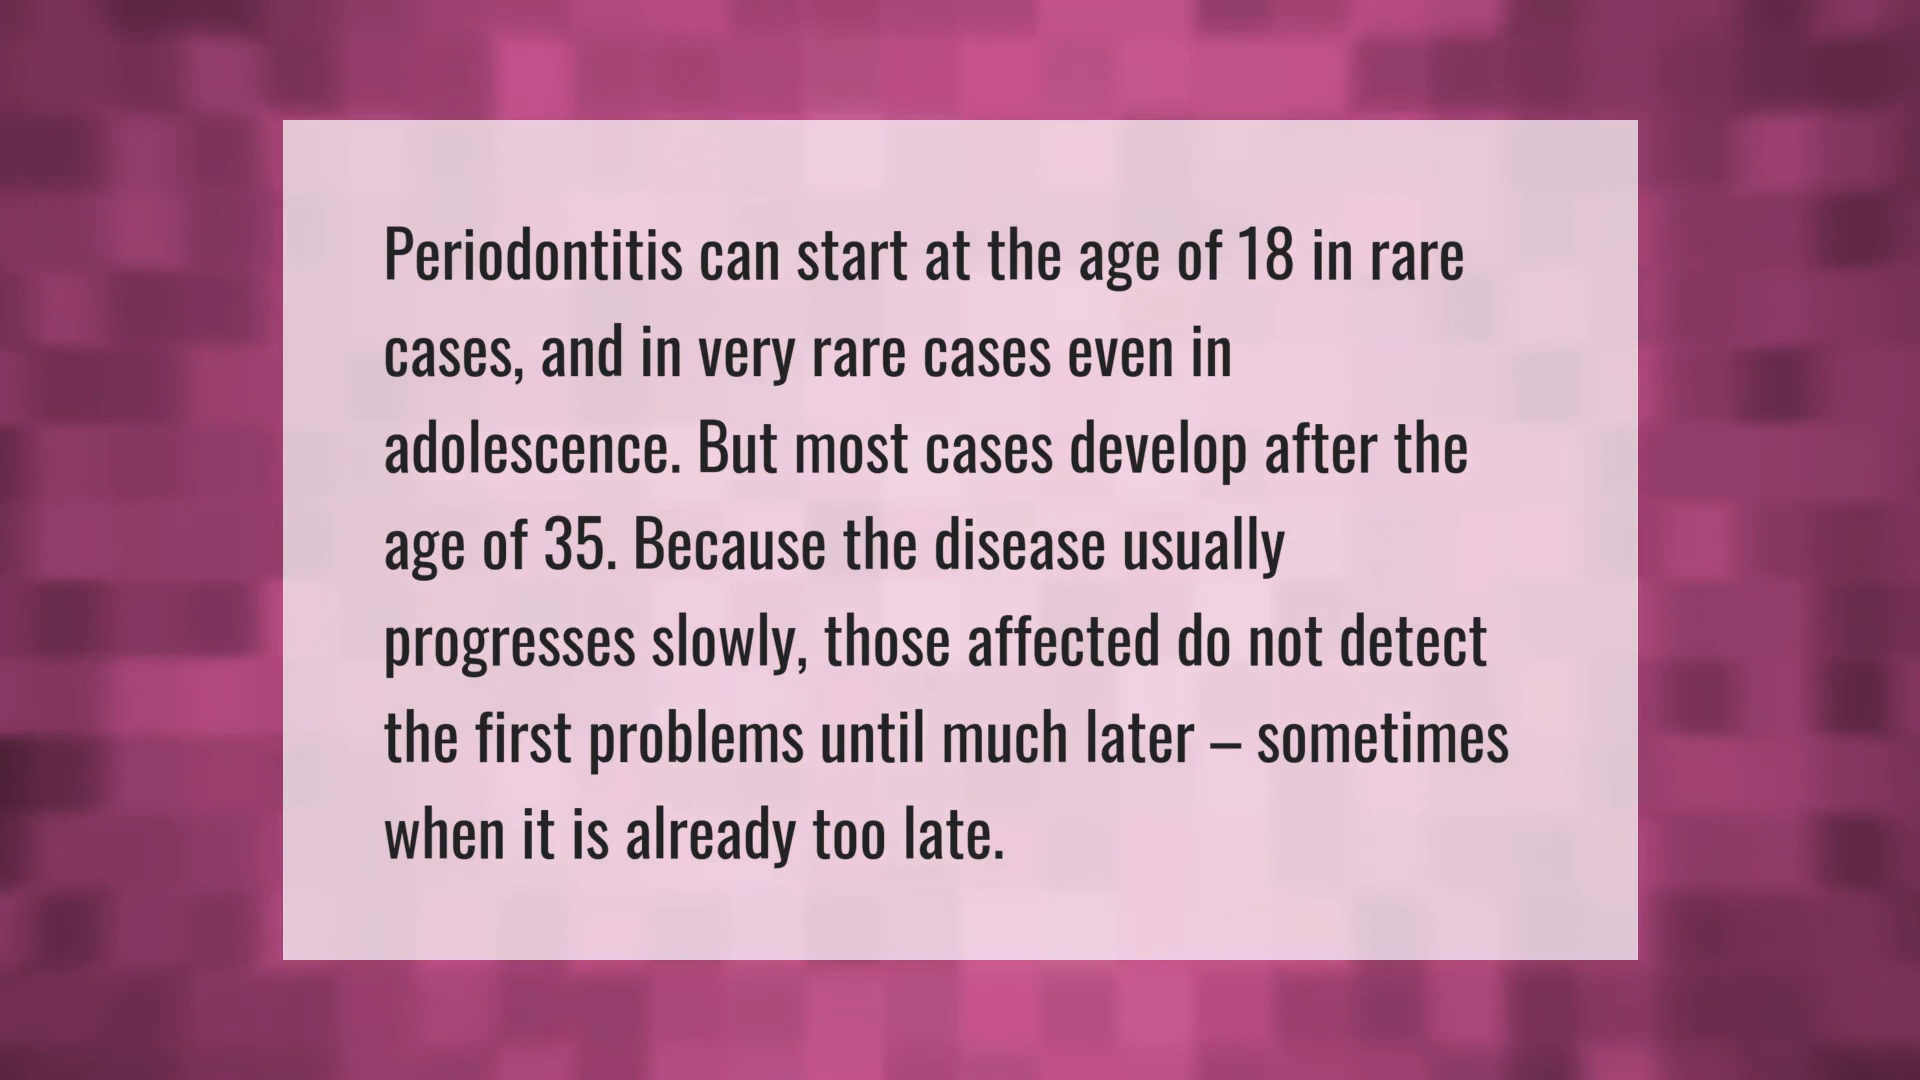 Periodontitis can start at the age of 18 in rare
cases, and in very rare cases even in
adolescence. But most cases develop after the
age of 35. Because the disease usually
progresses slowly, those affected do not detect
the first problems until much later – sometimes
when it is already too late.